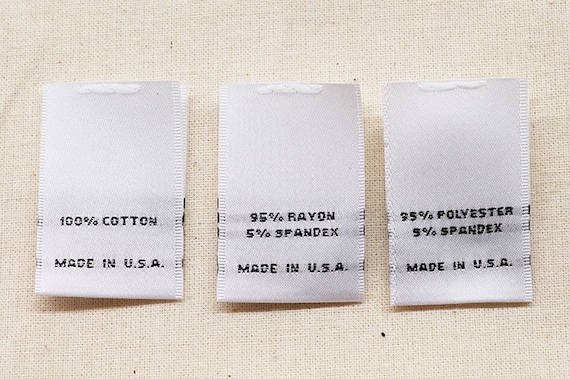 100% COTTON
MADE IN U.S.A.
95% RAYON
5% SPANDEX
MADE IN U.S.A.
95% POLYESTER
5% SPANDEX
MADE IN U.S.A.